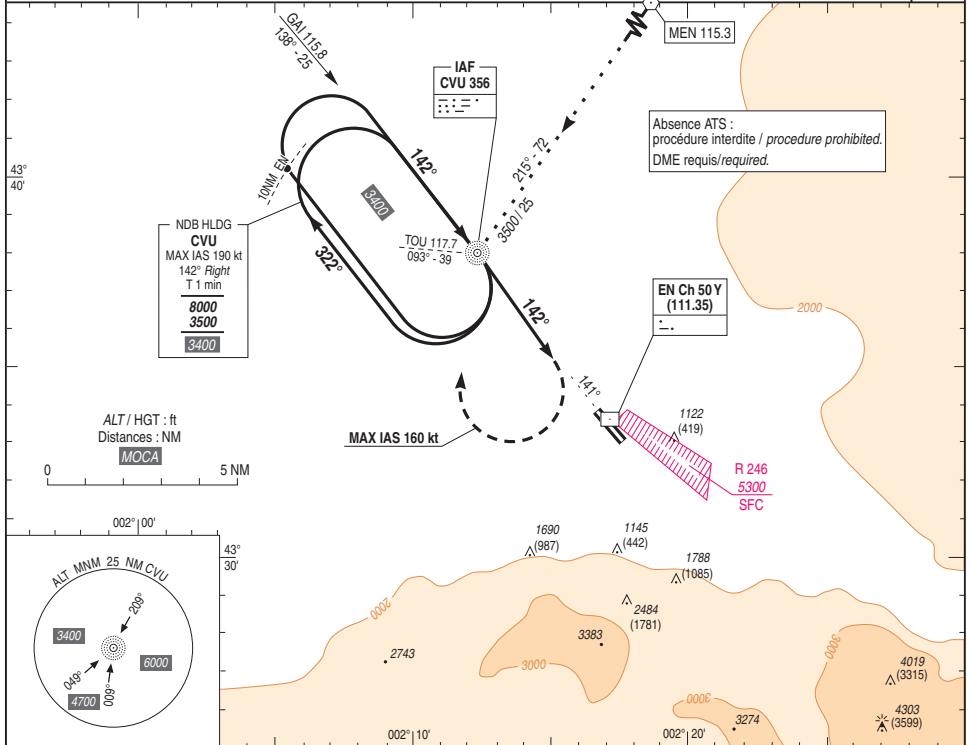 GAI 115.8
138° - 25
MEN 115.3
IAF
CVU 356
Absence ATS :
procédure interdite / procedure prohibited.
DME requis/required.
43°
40'
142°
215° - 72
3500 / 25
10NM EN
3400
TOU 117.7
093° - 39
NDB HLDG
CVU
MAX IAS 190 kt
142° Right
T 1 min
8000
3500
3400
322°
142°
EN Ch 50 Y
(111.35)
2000
141°
MAX IAS 160 kt
1122
(419)
R 246
5300
SFC
ALT / HGT : ft
Distances : NM
MOCA
0
5 NM
002° 00'
43°
30'
1690
(987)
1145
(442)
1788
(1085)
2484
(1781)
2000
3383
3000
2743
3000
4019
(3315)
4303
(3599)
3000
3274
ALT MNM 25 NM CVU
209°
3400
6000
049°
009°
4700
002° 10'
002° 20'